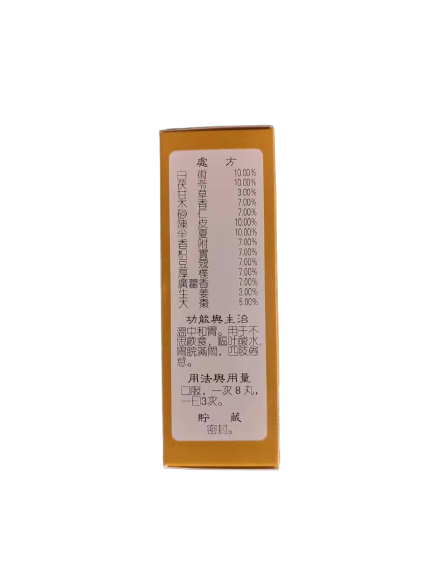 處 方
白 術 10.00%
茯 苓 10.00%
甘 草 3.00%
木 香 7.00%
砂 仁 7.00%
陳 皮 10.00%
半 夏 10.00%
香 附 7.00%
枳 實 7.00%
豆 蔻 7.00%
厚 樸 7.00%
廣藿香 7.00%
生 姜 3.00%
大 棗 5.00%
功能與主治
溫中和胃。用于不
思飲食，嘔吐酸水，
胃脘滿悶，四肢倦
怠。
用法與用量
口服，一次 8 丸，
一日3次。
貯 藏
密封。